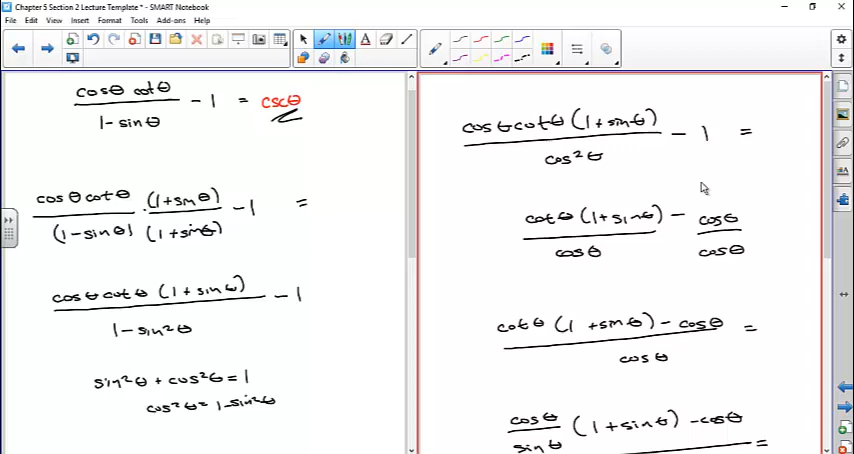 Chapter 5 Section 2 Lecture Template * - SMART Notebook
File Edit View Insert Format Tools Add-ons Help
cosθ cotθ / 1-sinθ - 1 = cscθ
cosθ cotθ / (1-sinθ) · (1+sinθ) / (1+sinθ) - 1 =
cosθ cotθ (1+sinθ) / 1-sin²θ - 1
sin²θ + cos²θ = 1
cos²θ = 1-sin²θ
cosθ cotθ (1+sinθ) / cos²θ - 1 =
cotθ (1+sinθ) / cosθ - cosθ / cosθ
cotθ (1+sinθ) - cosθ / cosθ =
cosθ / sinθ (1+sinθ) - cosθ =